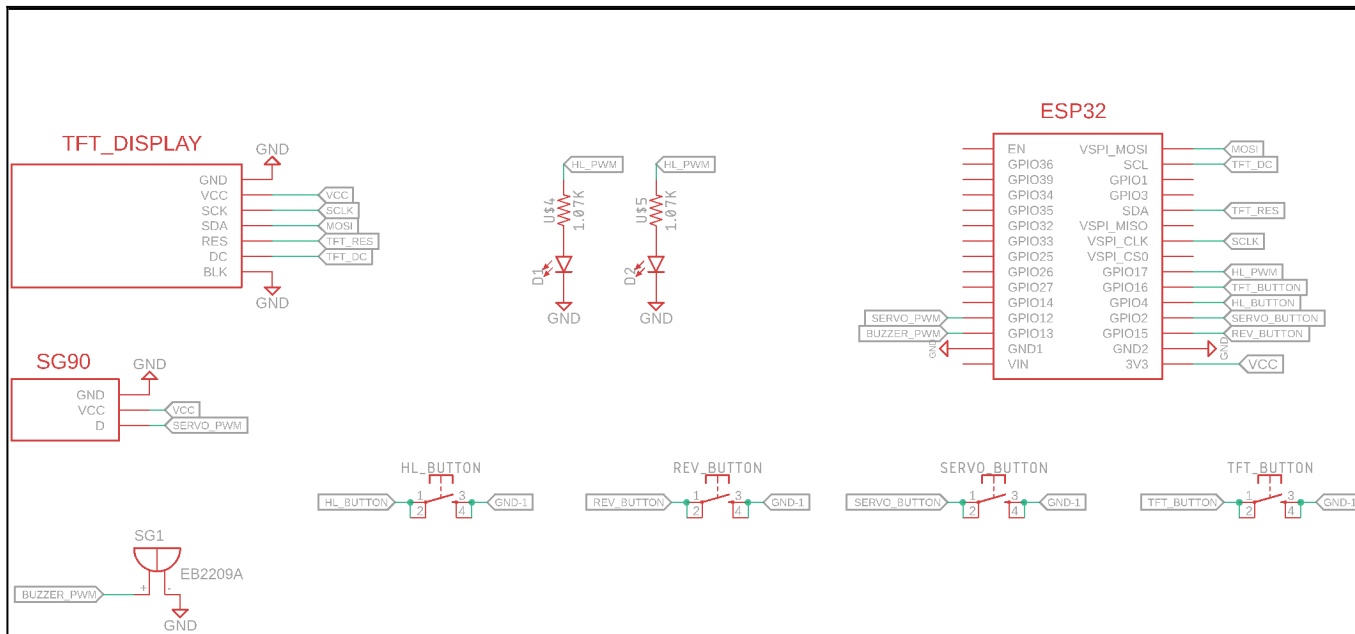 TFT_DISPLAY
GND
GND
VCC
VCC
SCK
SCLK
SDA
MOSI
RES
TFT_RES
DC
TFT_DC
BLK
GND
HL_PWM
U$4
1.07K
D1
GND
HL_PWM
U$5
1.07K
D2
GND
ESP32
EN
VSPI_MOSI
MOSI
GPIO36
SCL
TFT_DC
GPIO39
GPIO1
GPIO34
GPIO3
GPIO35
SDA
TFT_RES
GPIO32
VSPI_MISO
GPIO33
VSPI_CLK
SCLK
GPIO25
VSPI_CS0
GPIO26
GPIO17
HL_PWM
GPIO27
GPIO16
TFT_BUTTON
GPIO14
GPIO4
HL_BUTTON
SERVO_PWM
GPIO12
GPIO2
SERVO_BUTTON
BUZZER_PWM
GPIO13
GPIO15
REV_BUTTON
GND
GND1
GND2
GND
VIN
3V3
VCC
SG90
GND
GND
VCC
VCC
D
SERVO_PWM
HL_BUTTON
HL_BUTTON
1
3
GND-1
2
4
REV_BUTTON
REV_BUTTON
1
3
GND-1
2
4
SERVO_BUTTON
SERVO_BUTTON
1
3
GND-1
2
4
TFT_BUTTON
TFT_BUTTON
1
3
GND-1
2
4
SG1
EB2209A
BUZZER_PWM
+
-
GND